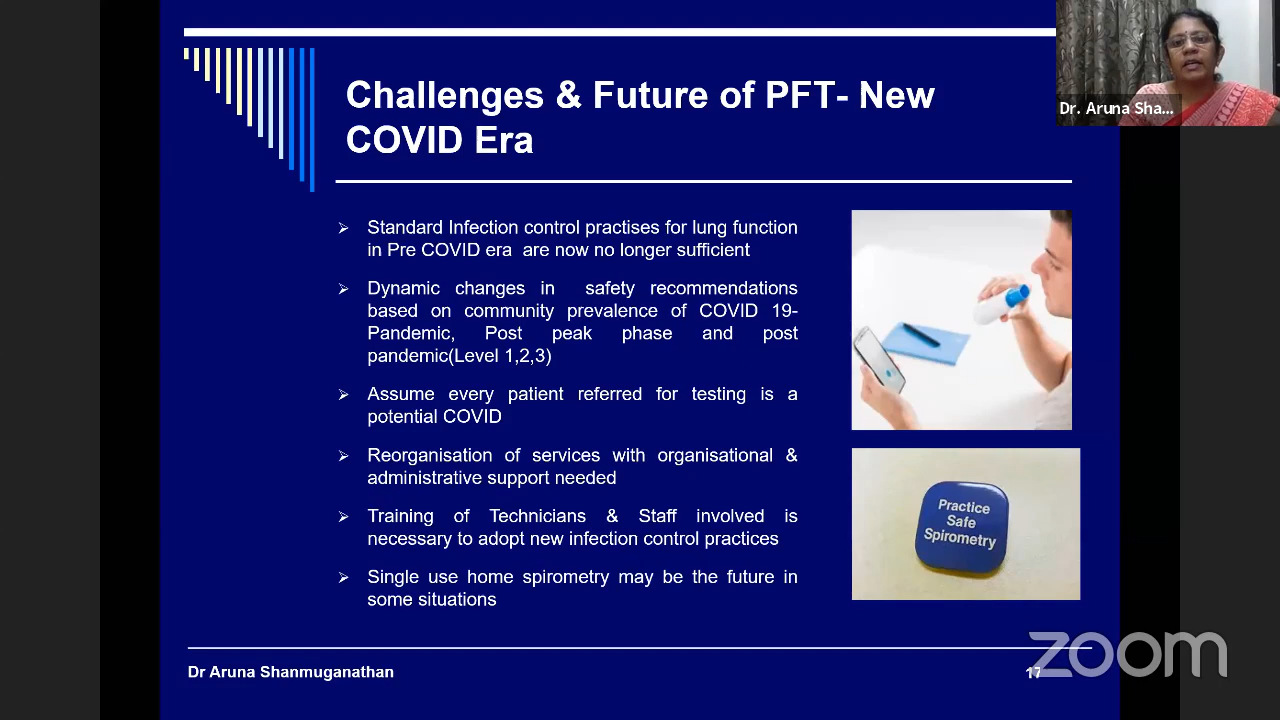 Dr. Aruna Sha...
Challenges & Future of PFT- New
COVID Era
➢ Standard Infection control practises for lung function
in Pre COVID era are now no longer sufficient
➢ Dynamic changes in safety recommendations
based on community prevalence of COVID 19-
Pandemic, Post peak phase and post
pandemic(Level 1,2,3)
➢ Assume every patient referred for testing is a
potential COVID
➢ Reorganisation of services with organisational &
administrative support needed
➢ Training of Technicians & Staff involved is
necessary to adopt new infection control practices
➢ Single use home spirometry may be the future in
some situations
Practice
Safe
Spirometry
Dr Aruna Shanmuganathan
17
zoom